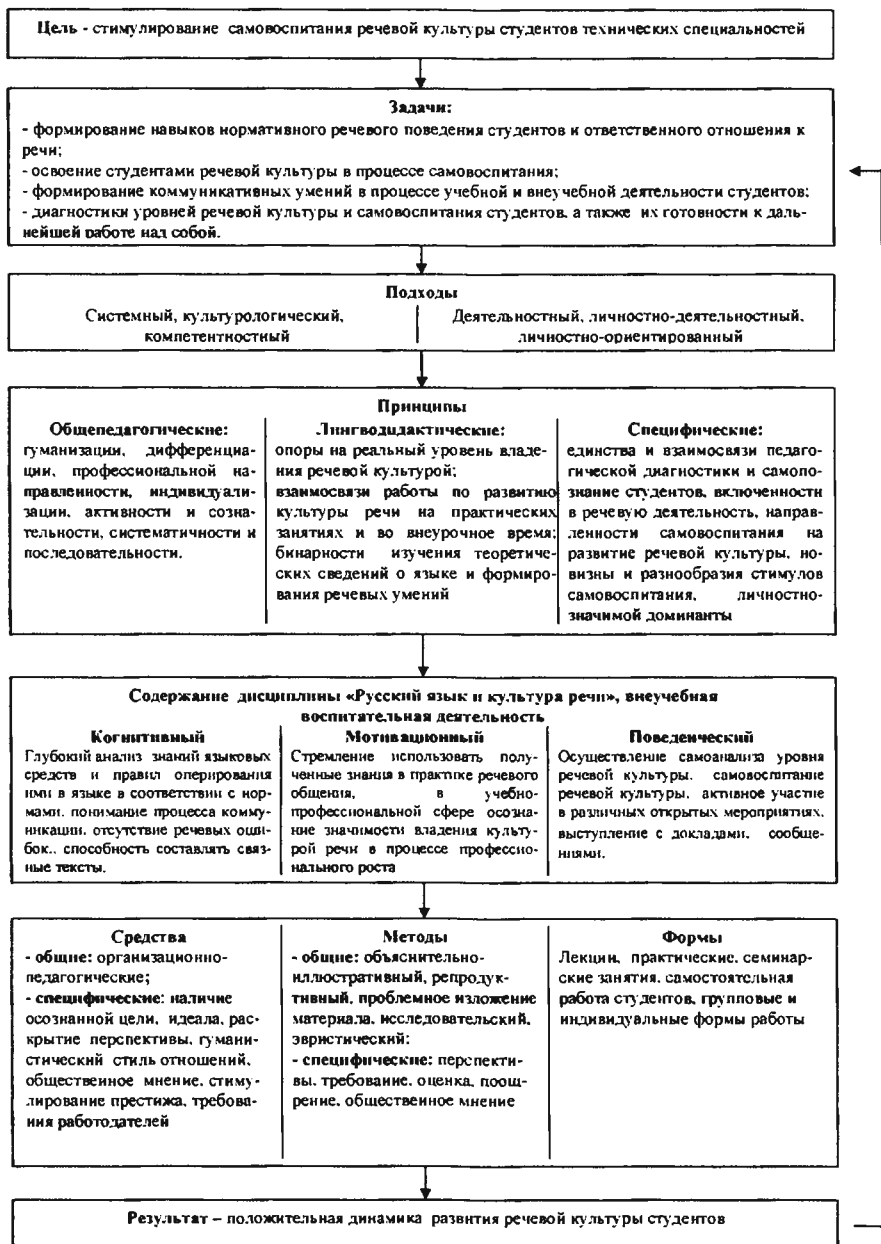 Цель - стимулирование самовоспитания речевой культуры студентов технических специальностей
Задачи:
- формирование навыков нормативного речевого поведения студентов и ответственного отношения к
речи;
- освоение студентами речевой культуры в процессе самовоспитания;
- формирование коммуникативных умений в процессе учебной и внеучебной деятельности студентов;
- диагностики уровней речевой культуры и самовоспитания студентов, а также их готовности к даль-
нейшей работе над собой.
Подходы
Системный, культурологический,
компетентностный
Деятельностный, личностно-деятельностный,
личностно-ориентированный
Принципы
Общепедагогические:
гуманизации, дифференциа-
ции, профессиональной на-
правленности, индивидуали-
зации, активности и созна-
тельности, систематичности и
последовательности.
Лингводидактические:
опоры на реальный уровень владе-
ния речевой культурой;
взаимосвязи работы по развитию
культуры речи на практических
занятиях и во внеурочное время;
бинарности изучения теоретиче-
ских сведений о языке и формиро-
вания речевых умений
Специфические:
единства и взаимосвязи педаго-
гической диагностики и самопо-
знание студентов, включенности
в речевую деятельность, направ-
ленности самовоспитания на
развитие речевой культуры, но-
визны и разнообразия стимулов
самовоспитания, личностно-
значимой доминанты
Содержание дисциплины «Русский язык и культура речи», внеучебная
воспитательная деятельность
Когнитивный
Глубокий анализ знаний языковых
средств и правил оперирования
ими в языке в соответствии с нор-
мами, понимание процесса комму-
никации, отсутствие речевых оши-
бок., способность составлять связ-
ные тексты.
Мотивационный
Стремление использовать полу-
ченные знания в практике речевого
общения, в учебно-
профессиональной сфере осозна-
ние значимости владения культу-
рой речи в процессе профессио-
нального роста
Поведенческий
Осуществление самоанализа уровня
речевой культуры, самовоспитание
речевой культуры, активное участие
в различных открытых мероприятиях,
выступление с докладами, сообще-
ниями.
Средства
- общие: организационно-
педагогические;
- специфические: наличие
осознанной цели, идеала, рас-
крытие перспективы, гумани-
стический стиль отношений,
общественное мнение, стиму-
лирование престижа, требова-
ния работодателей
Методы
- общие: объяснительно-
иллюстративный, репродук-
тивный, проблемное изложение
материала, исследовательский,
эвристический;
- специфические: перспекти-
вы, требование, оценка, поощ-
рение, общественное мнение
Формы
Лекции, практические, семинар-
ские занятия, самостоятельная
работа студентов, групповые и
индивидуальные формы работы
Результат – положительная динамика развития речевой культуры студентов